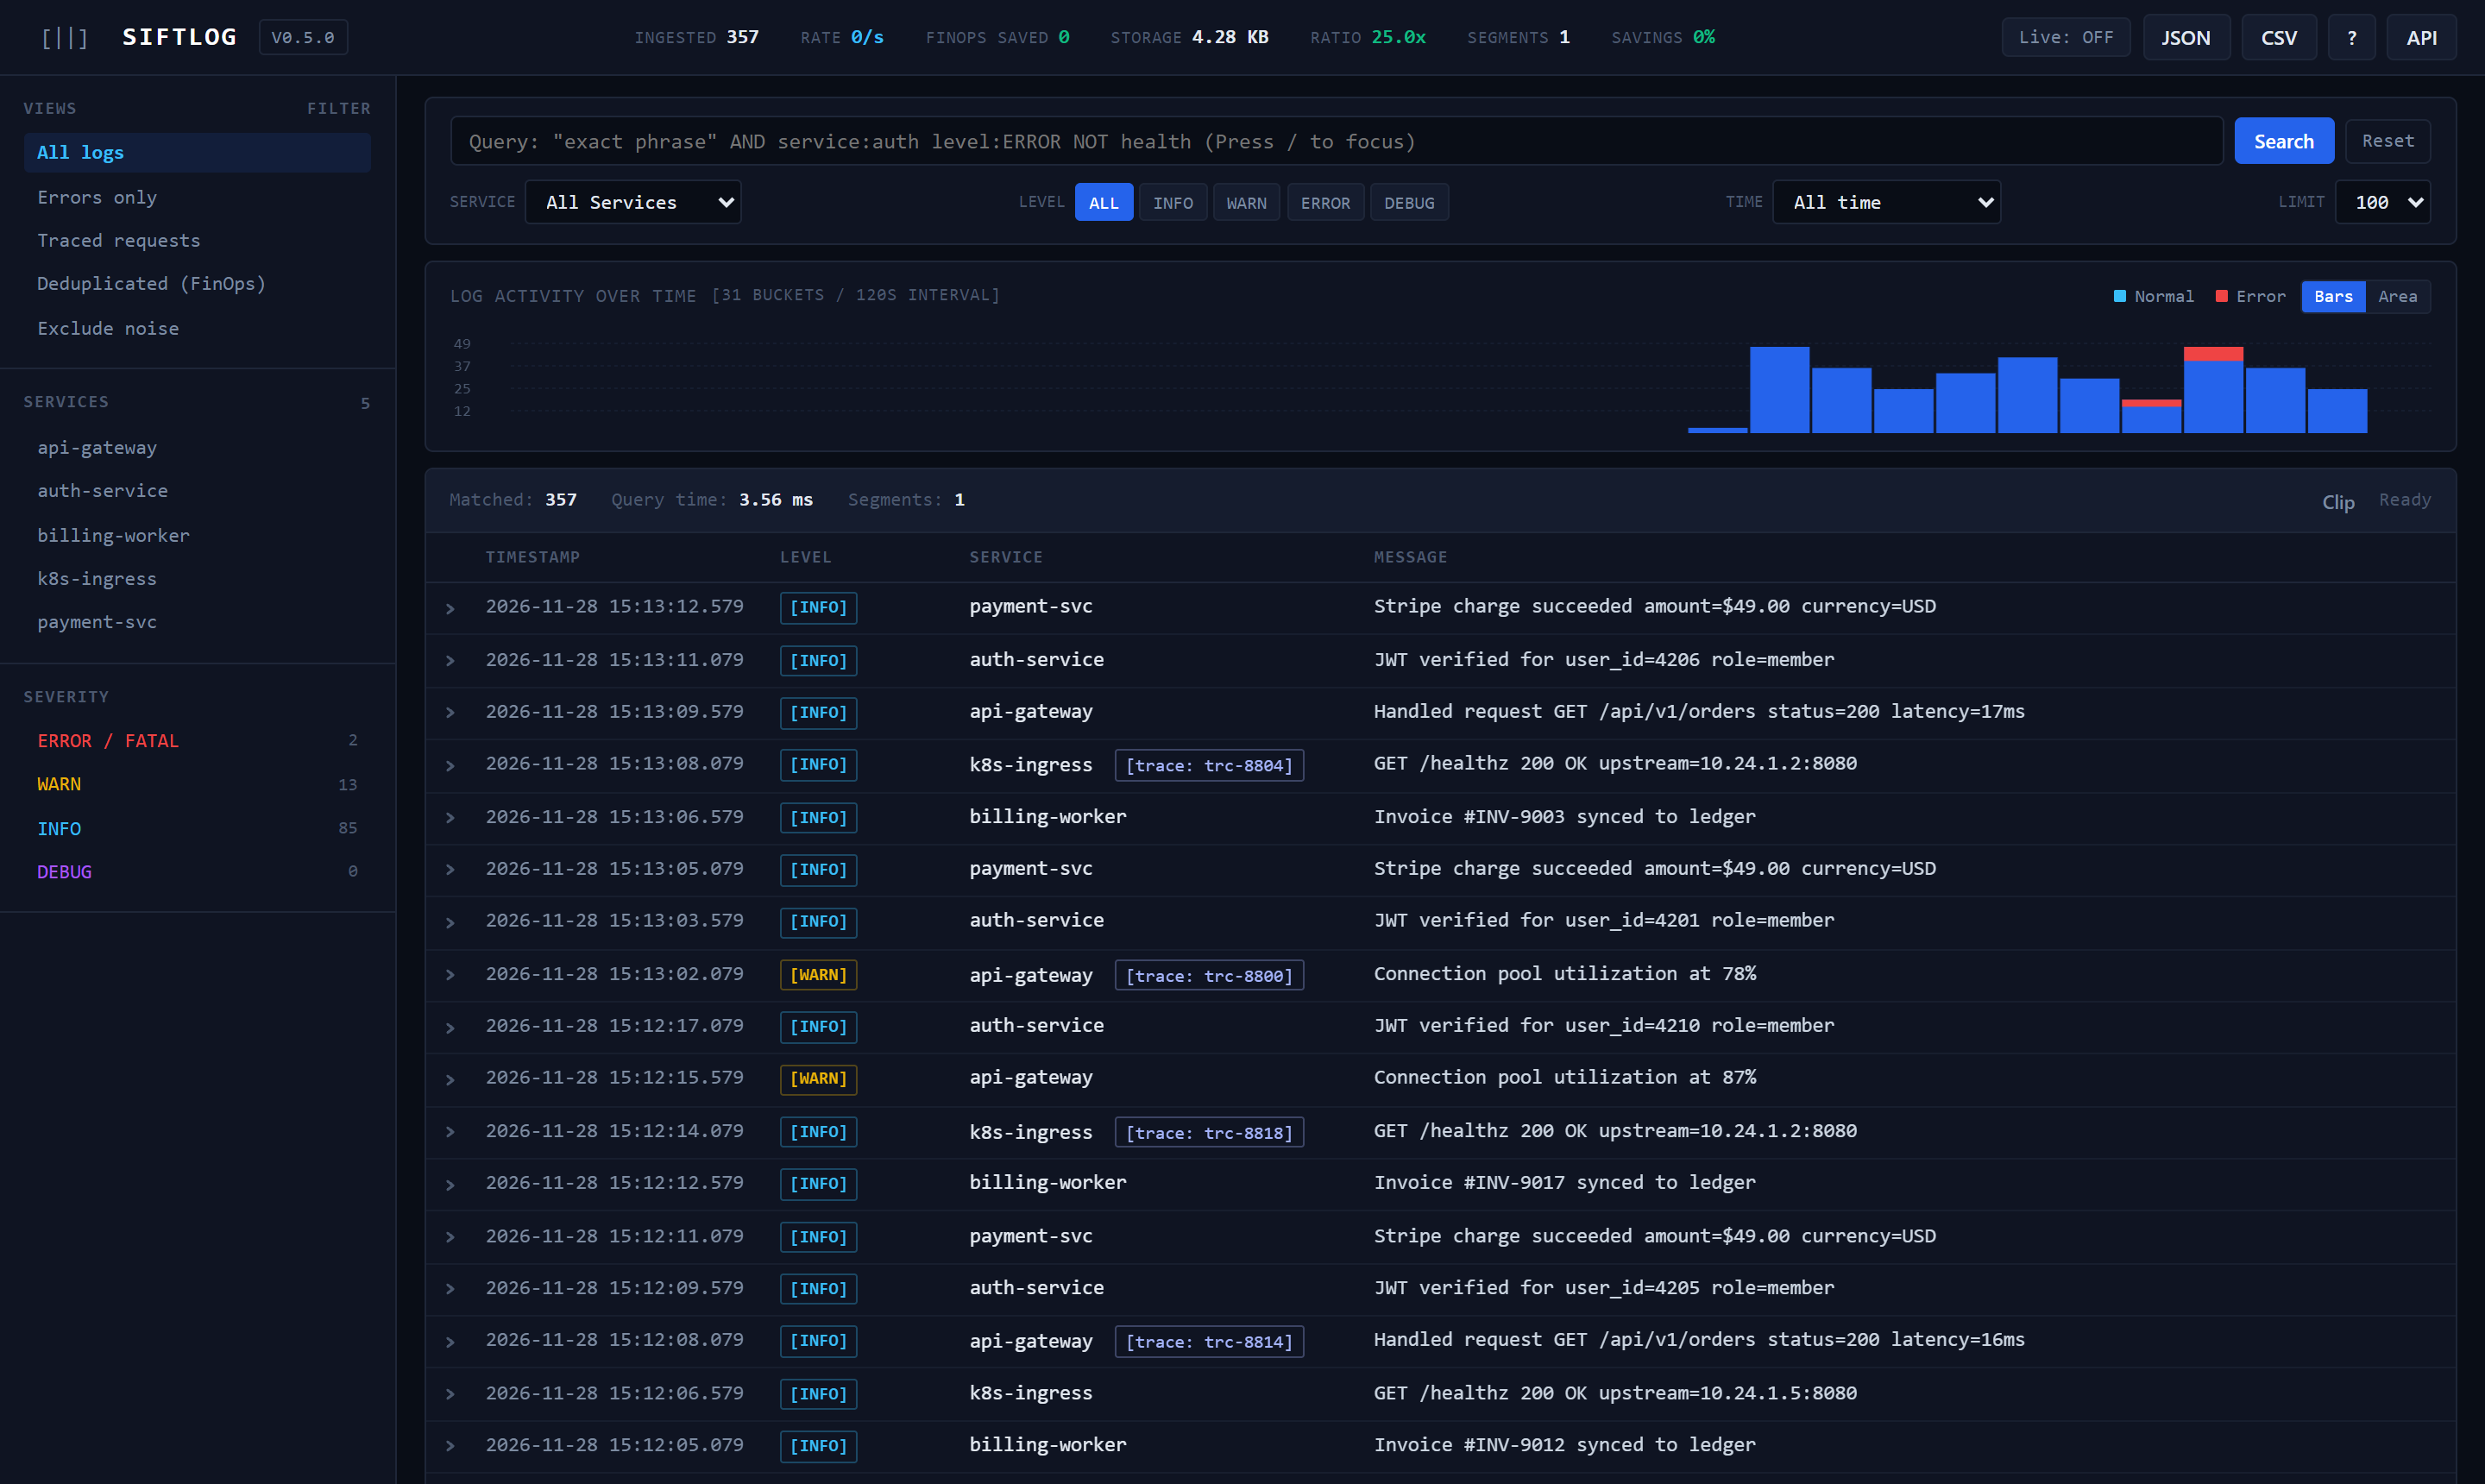 [||] SIFTLOG V0.5.0 INGESTED 357 RATE 0/s FINOPS SAVED 0 STORAGE 4.28 KB RATIO 25.0x SEGMENTS 1 SAVINGS 0% Live: OFF JSON CSV ? API
VIEWS FILTER
All logs
Errors only
Traced requests
Deduplicated (FinOps)
Exclude noise
SERVICES 5
api-gateway
auth-service
billing-worker
k8s-ingress
payment-svc
SEVERITY
ERROR / FATAL 2
WARN 13
INFO 85
DEBUG 0
Query: "exact phrase" AND service:auth level:ERROR NOT health (Press / to focus) Search Reset
SERVICE All Services LEVEL ALL INFO WARN ERROR DEBUG TIME All time LIMIT 100
LOG ACTIVITY OVER TIME [31 BUCKETS / 120S INTERVAL] Normal Error Bars Area
49
37
25
12
Matched: 357 Query time: 3.56 ms Segments: 1 Clip Ready
TIMESTAMP LEVEL SERVICE MESSAGE
> 2026-11-28 15:13:12.579 [INFO] payment-svc Stripe charge succeeded amount=$49.00 currency=USD
> 2026-11-28 15:13:11.079 [INFO] auth-service JWT verified for user_id=4206 role=member
> 2026-11-28 15:13:09.579 [INFO] api-gateway Handled request GET /api/v1/orders status=200 latency=17ms
> 2026-11-28 15:13:08.079 [INFO] k8s-ingress [trace: trc-8804] GET /healthz 200 OK upstream=10.24.1.2:8080
> 2026-11-28 15:13:06.579 [INFO] billing-worker Invoice #INV-9003 synced to ledger
> 2026-11-28 15:13:05.079 [INFO] payment-svc Stripe charge succeeded amount=$49.00 currency=USD
> 2026-11-28 15:13:03.579 [INFO] auth-service JWT verified for user_id=4201 role=member
> 2026-11-28 15:13:02.079 [WARN] api-gateway [trace: trc-8800] Connection pool utilization at 78%
> 2026-11-28 15:12:17.079 [INFO] auth-service JWT verified for user_id=4210 role=member
> 2026-11-28 15:12:15.579 [WARN] api-gateway Connection pool utilization at 87%
> 2026-11-28 15:12:14.079 [INFO] k8s-ingress [trace: trc-8818] GET /healthz 200 OK upstream=10.24.1.2:8080
> 2026-11-28 15:12:12.579 [INFO] billing-worker Invoice #INV-9017 synced to ledger
> 2026-11-28 15:12:11.079 [INFO] payment-svc Stripe charge succeeded amount=$49.00 currency=USD
> 2026-11-28 15:12:09.579 [INFO] auth-service JWT verified for user_id=4205 role=member
> 2026-11-28 15:12:08.079 [INFO] api-gateway [trace: trc-8814] Handled request GET /api/v1/orders status=200 latency=16ms
> 2026-11-28 15:12:06.579 [INFO] k8s-ingress GET /healthz 200 OK upstream=10.24.1.5:8080
> 2026-11-28 15:12:05.079 [INFO] billing-worker Invoice #INV-9012 synced to ledger